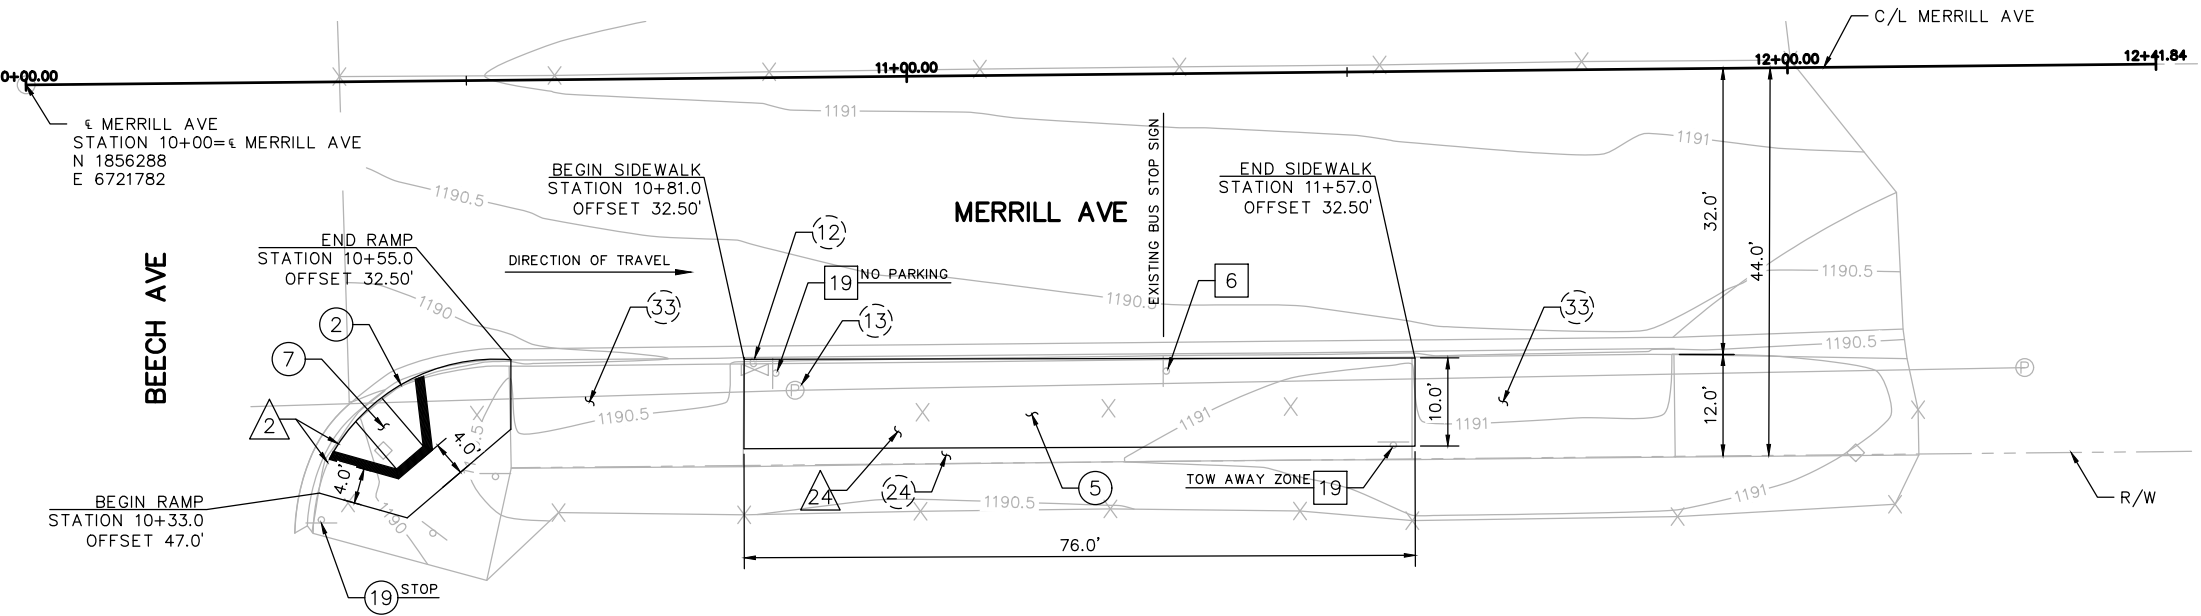 C/L MERRILL AVE
0+00.00
11+00.00
12+00.00
12+41.84
℄ MERRILL AVE
STATION 10+00=℄ MERRILL AVE
N 1856288
E 6721782
1191
1191
BEGIN SIDEWALK
STATION 10+81.0
OFFSET 32.50'
END SIDEWALK
STATION 11+57.0
OFFSET 32.50'
EXISTING BUS STOP SIGN
MERRILL AVE
1190.5
32.0'
44.0'
END RAMP
STATION 10+55.0
OFFSET 32.50'
DIRECTION OF TRAVEL
12
19 NO PARKING
6
BEECH AVE
1190
2
33
13
1190.5
33
1190.5
1190.5
7
P
P
2
1190.5
1191
1191
10.0'
12.0'
4.0'
4.0'
.5
TOW AWAY ZONE 19
24
24
5
1190.5
1191
R/W
BEGIN RAMP
STATION 10+33.0
OFFSET 47.0'
1190
76.0'
19 STOP